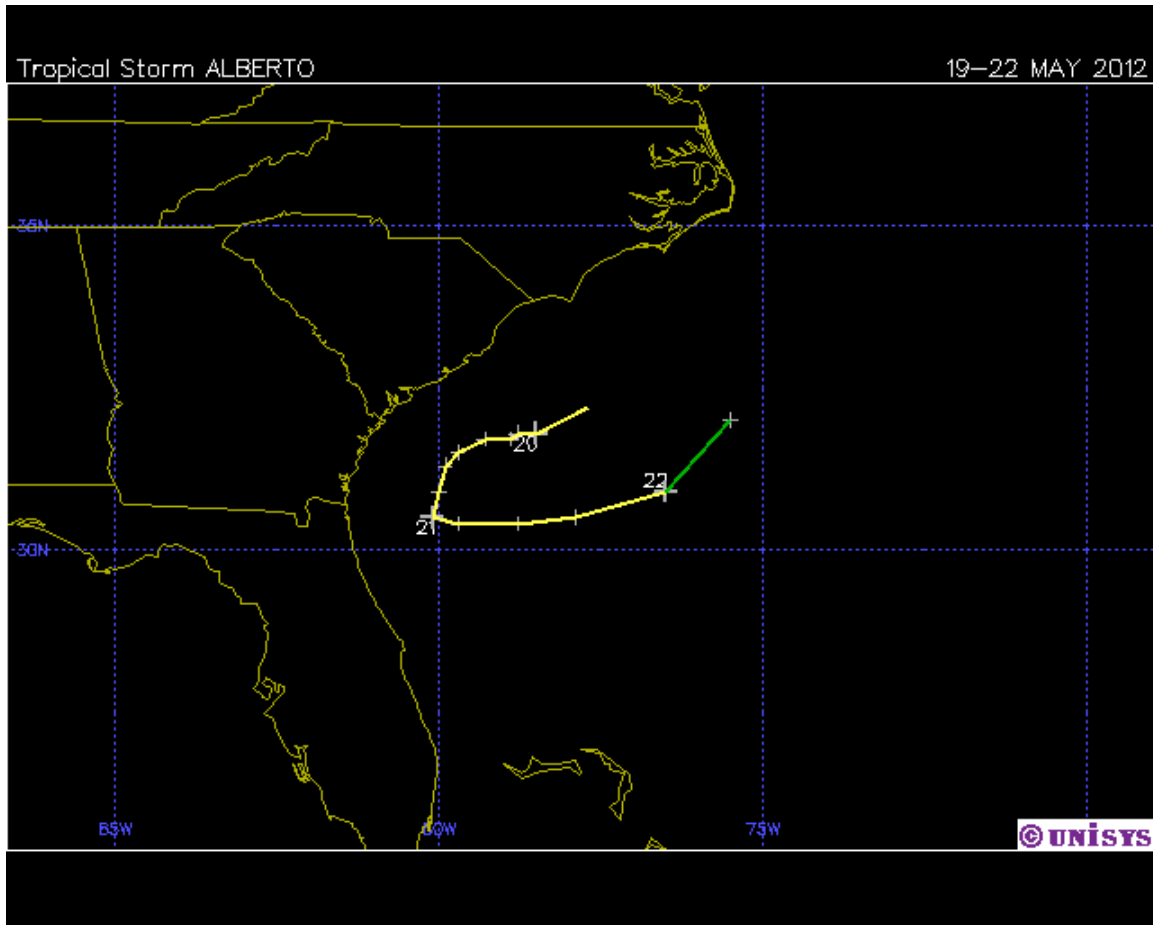 Tropical Storm ALBERTO
19-22 MAY 2012
35N
20
22
21
30N
85W
80W
75W
© UNiSYS